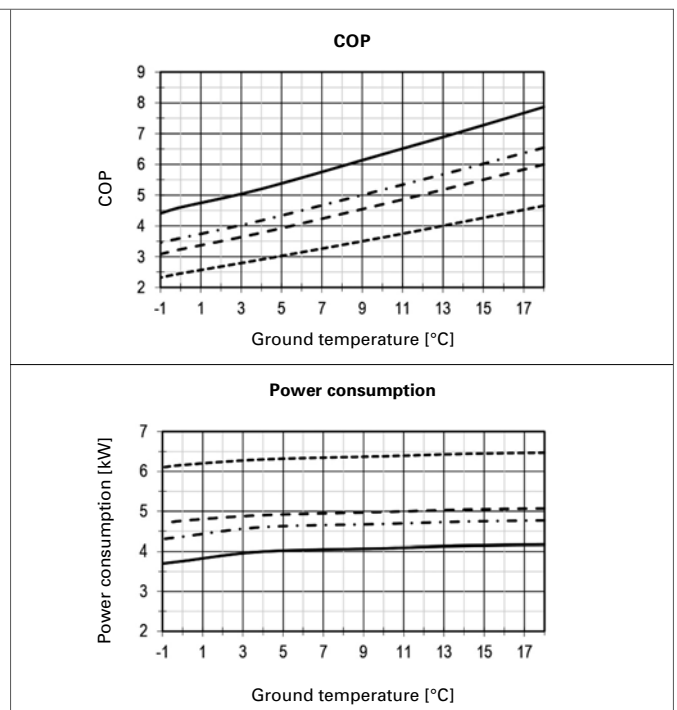 COP
9
8
7
6
5
4
3
2
COP
-1 1 3 5 7 9 11 13 15 17
Ground temperature [°C]
Power consumption
7
6
5
4
3
2
Power consumption [kW]
-1 1 3 5 7 9 11 13 15 17
Ground temperature [°C]